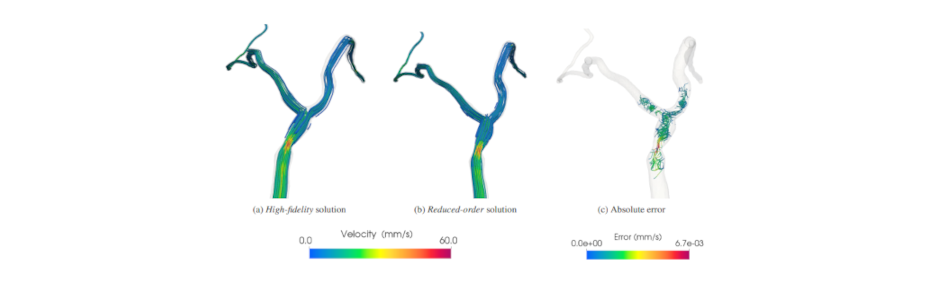 (a) High-fidelity solution
(b) Reduced-order solution
(c) Absolute error
Velocity (mm/s)
0.0
60.0
Error (mm/s)
0.0e+00
6.7e-03